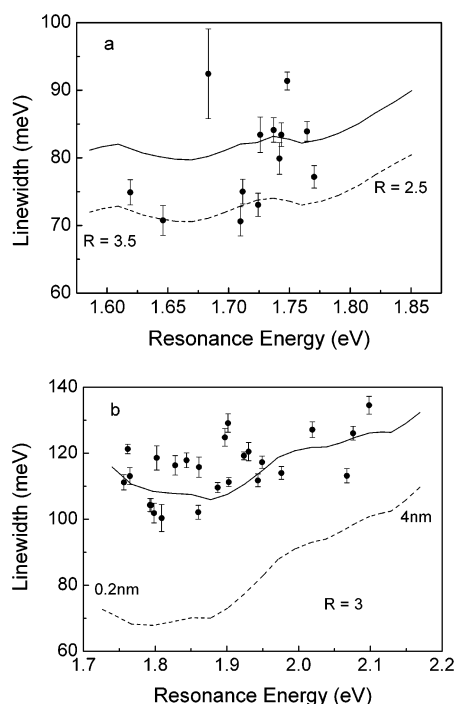 a
100
90
80
70
60
Linewidth (meV)
R = 3.5
R = 2.5
1.60 1.65 1.70 1.75 1.80 1.85
Resonance Energy (eV)
b
140
120
100
80
60
Linewidth (meV)
0.2nm
4nm
R = 3
1.7 1.8 1.9 2.0 2.1 2.2
Resonance Energy (eV)